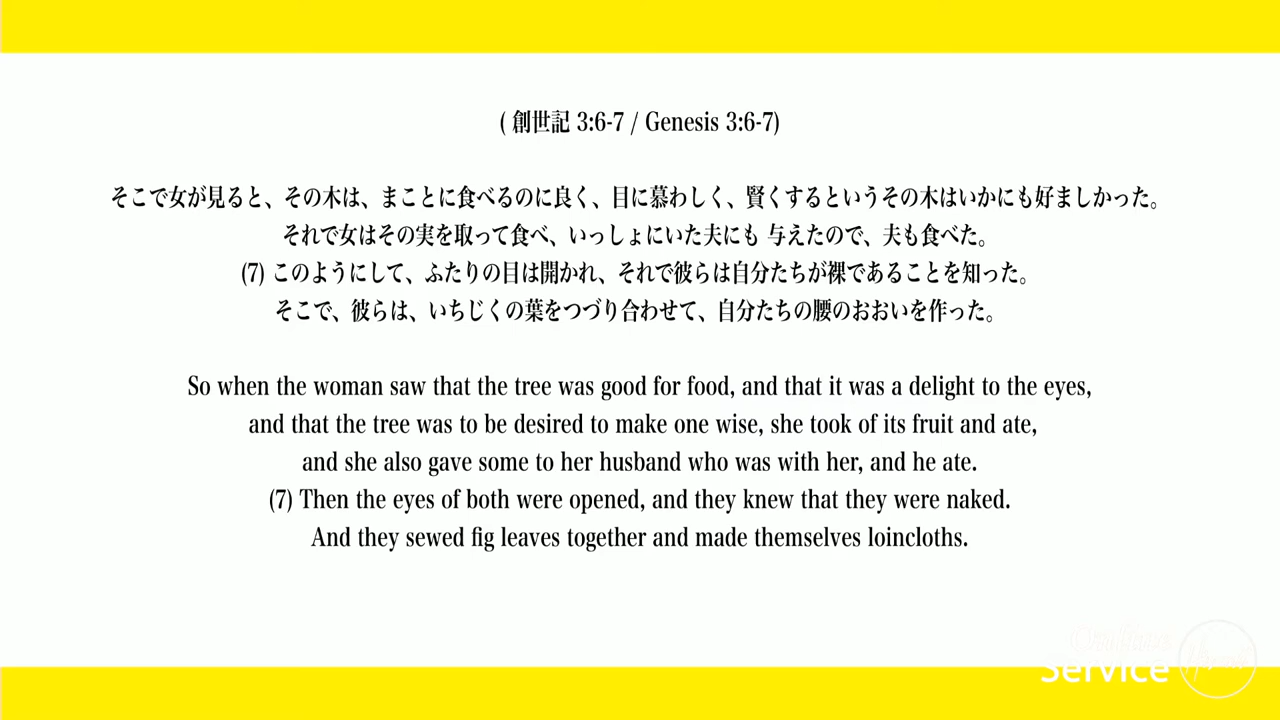 ( 創世記 3:6-7 / Genesis 3:6-7)
そこで女が見ると、その木は、まことに食べるのに良く、目に慕わしく、賢くするというその木はいかにも好ましかった。
それで女はその実を取って食べ、いっしょにいた夫にも 与えたので、夫も食べた。
(7) このようにして、ふたりの目は開かれ、それで彼らは自分たちが裸であることを知った。
そこで、彼らは、いちじくの葉をつづり合わせて、自分たちの腰のおおいを作った。
So when the woman saw that the tree was good for food, and that it was a delight to the eyes,
and that the tree was to be desired to make one wise, she took of its fruit and ate,
and she also gave some to her husband who was with her, and he ate.
(7) Then the eyes of both were opened, and they knew that they were naked.
And they sewed fig leaves together and made themselves loincloths.
Service